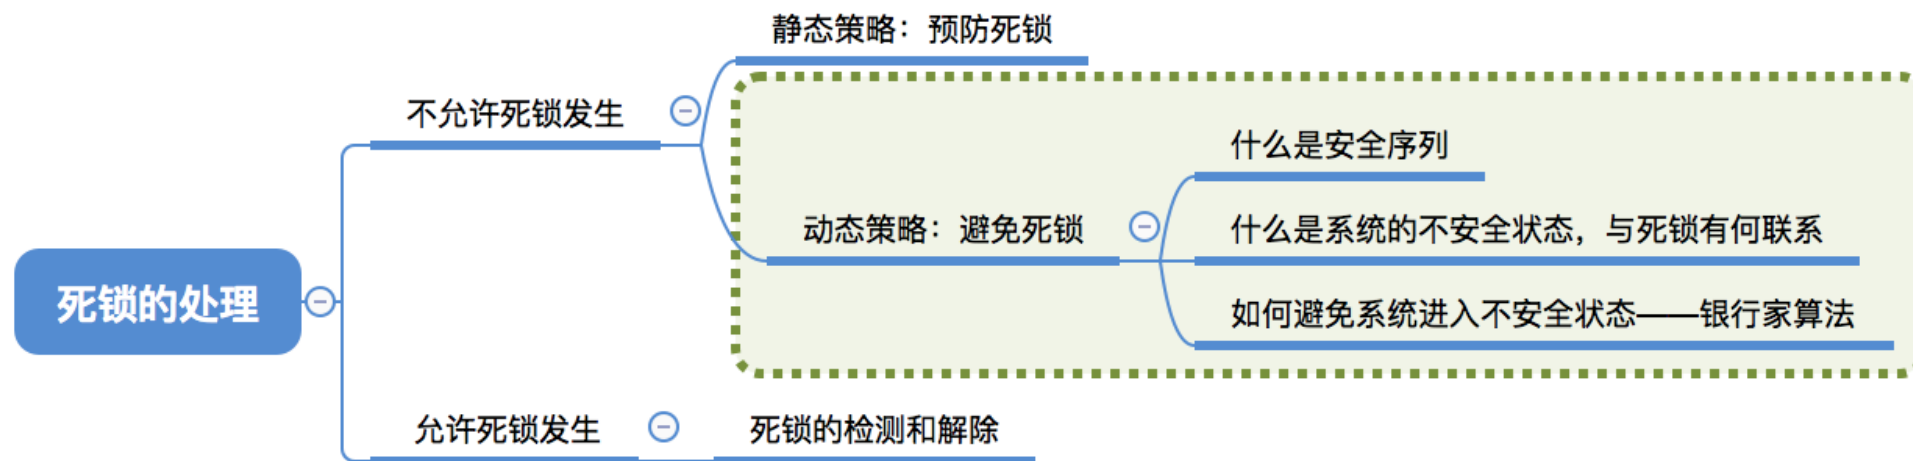 静态策略：预防死锁
不允许死锁发生
什么是安全序列
动态策略：避免死锁
什么是系统的不安全状态，与死锁有何联系
死锁的处理
如何避免系统进入不安全状态——银行家算法
允许死锁发生
死锁的检测和解除